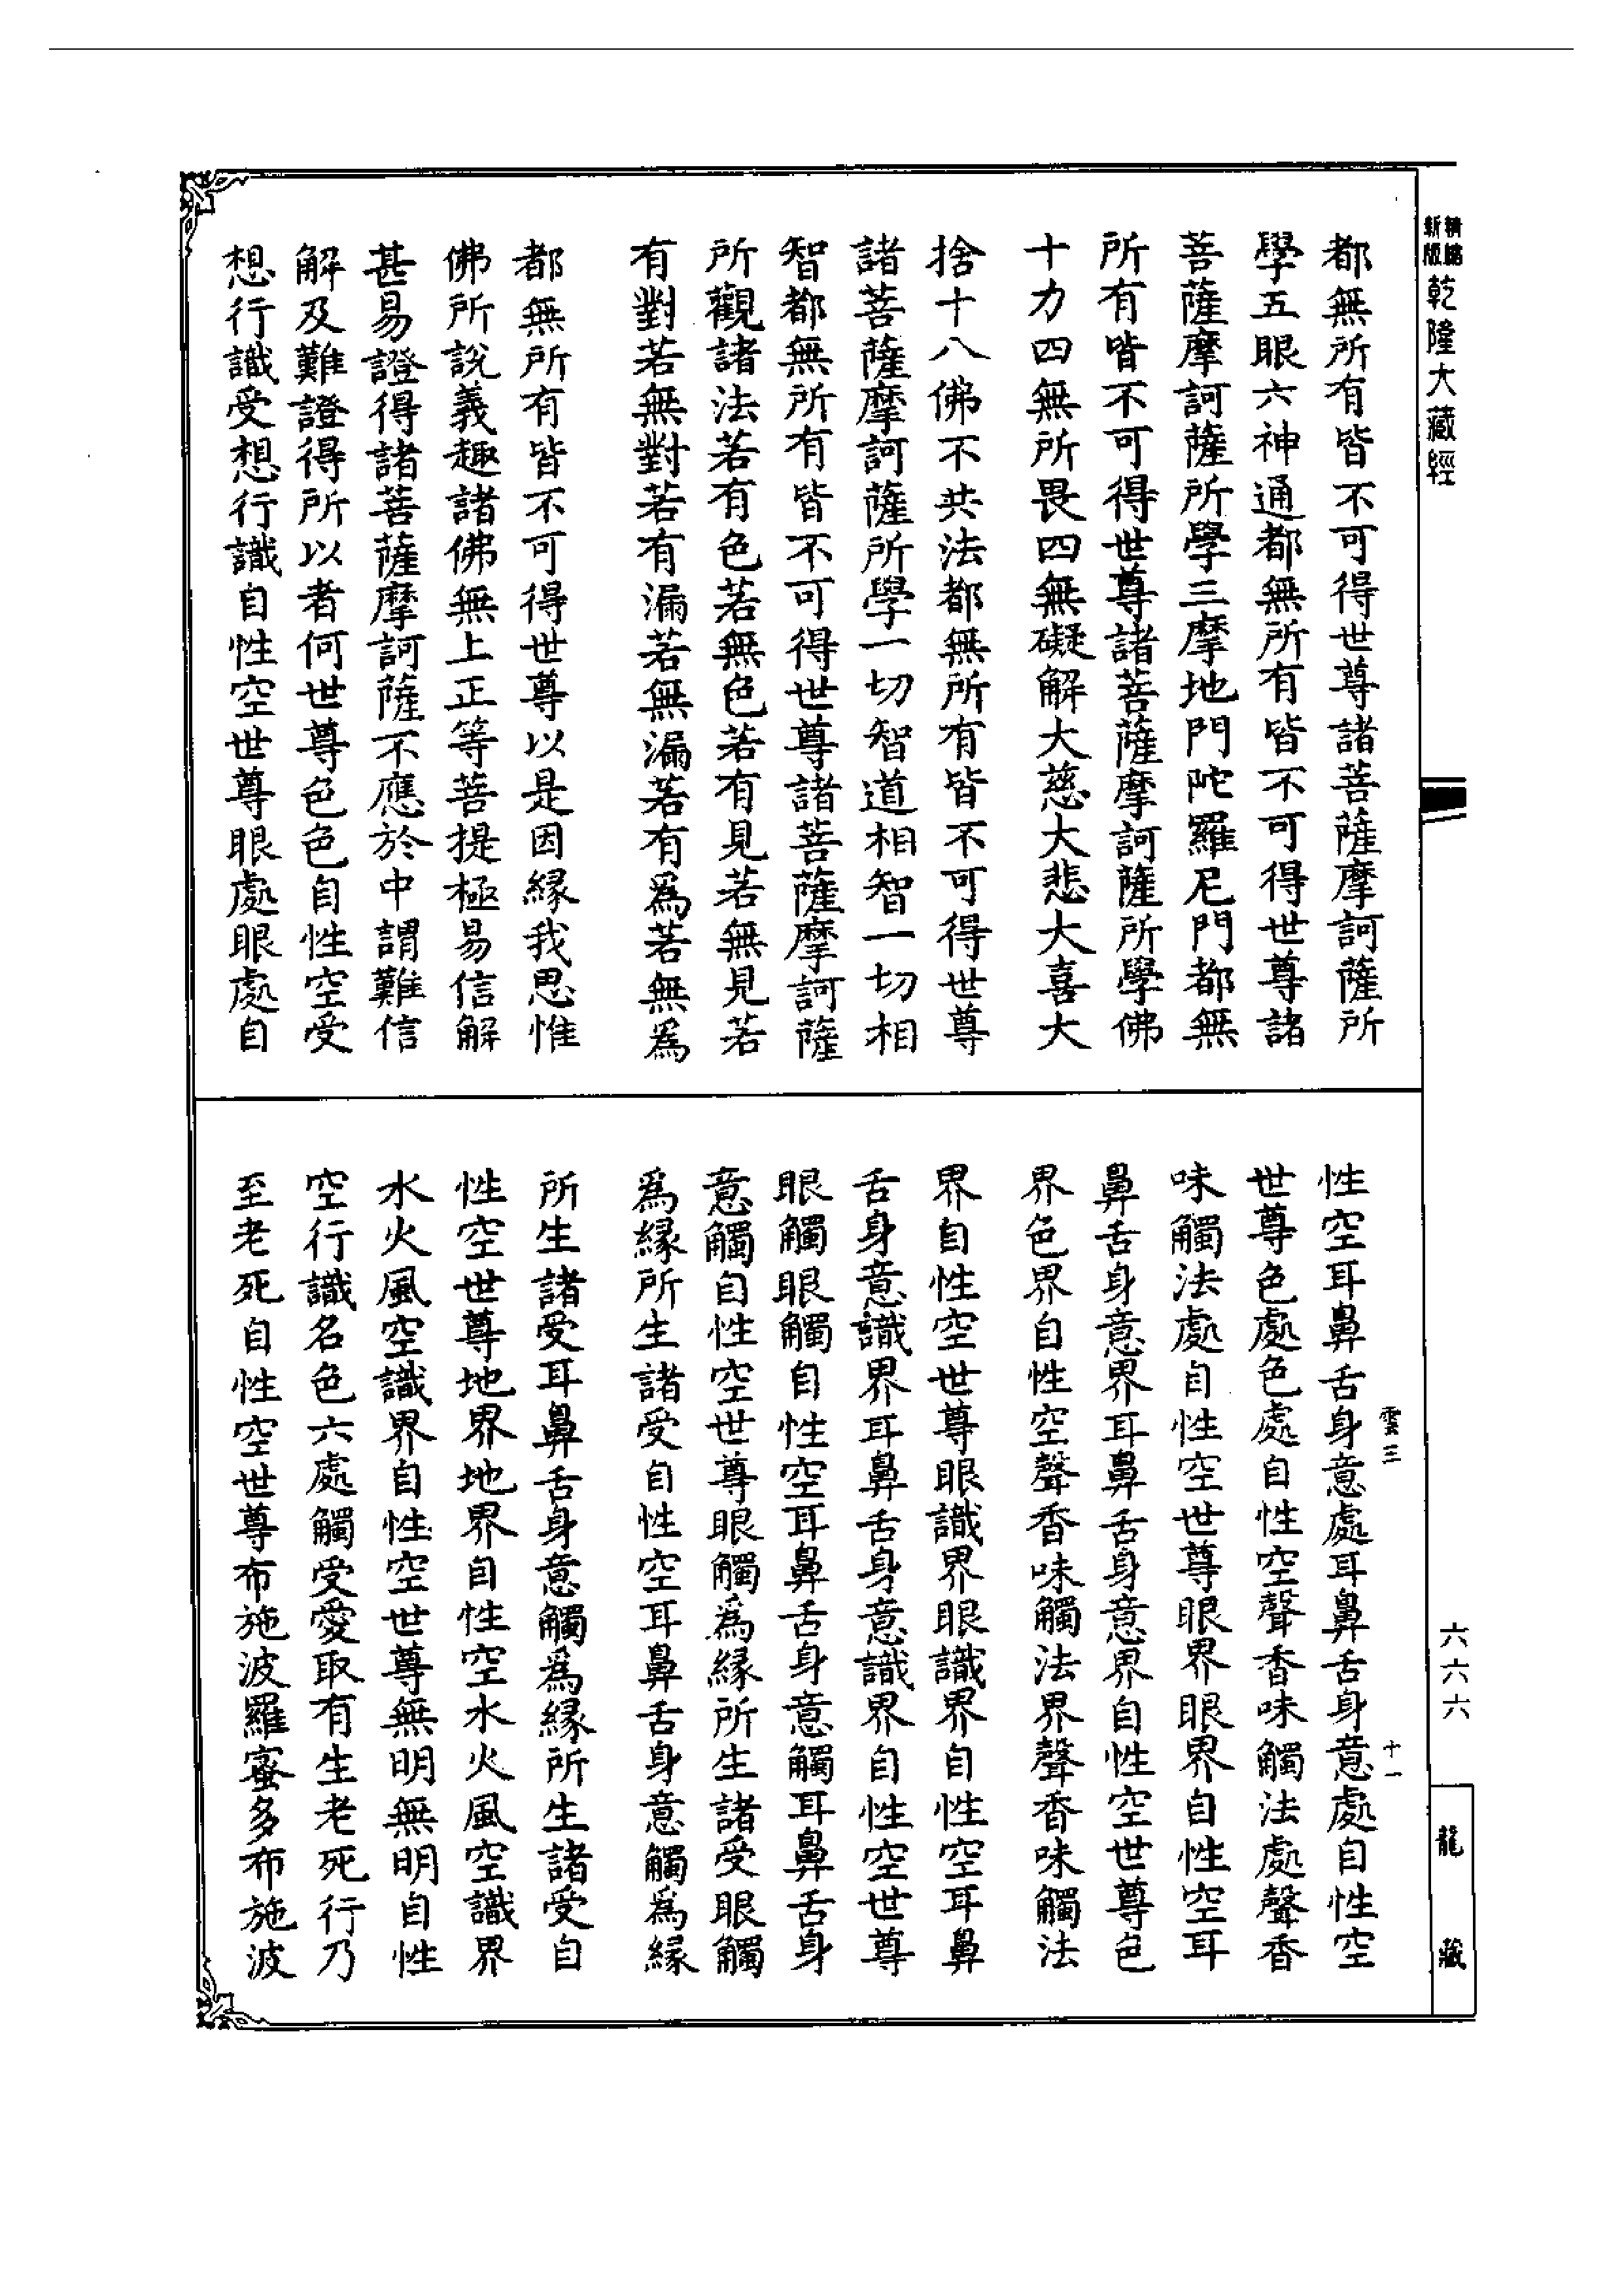 精縮新版乾隆大藏經
都無所有皆不可得世尊諸菩薩摩訶薩所
學五眼六神通都無所有皆不可得世尊諸
菩薩摩訶薩所學三摩地門陀羅尼門都無
所有皆不可得世尊諸菩薩摩訶薩所學佛
十力四無所畏四無礙解大慈大悲大喜大
捨十八佛不共法都無所有皆不可得世尊
諸菩薩摩訶薩所學一切智道相智一切相
智都無所有皆不可得世尊諸菩薩摩訶薩
所觀諸法若有色若無色若有見若無見若
有對若無對若有漏若無漏若有爲若無爲
都無所有皆不可得世尊以是因緣我思惟
佛所說義趣諸佛無上正等菩提極易信解
甚易證得諸菩薩摩訶薩不應於中謂難信
解及難證得所以者何世尊色色自性空受
想行識受想行識自性空世尊眼處眼處自
性空耳鼻舌身意處耳鼻舌身意處自性空
世尊色處色處自性空聲香味觸法處聲香
味觸法處自性空世尊眼界眼界自性空耳
鼻舌身意界耳鼻舌身意界自性空世尊色
界色界自性空聲香味觸法界聲香味觸法
界自性空世尊眼識界眼識界自性空耳鼻
舌身意識界耳鼻舌身意識界自性空世尊
眼觸眼觸自性空耳鼻舌身意觸耳鼻舌身
意觸自性空世尊眼觸爲緣所生諸受眼觸
爲緣所生諸受自性空耳鼻舌身意觸爲緣
所生諸受耳鼻舌身意觸爲緣所生諸受自
性空世尊地界地界自性空水火風空識界
水火風空識界自性空世尊無明無明自性
空行識名色六處觸受愛取有生老死行乃
至老死自性空世尊布施波羅蜜多布施波
雲三
十一
六六六
龍藏